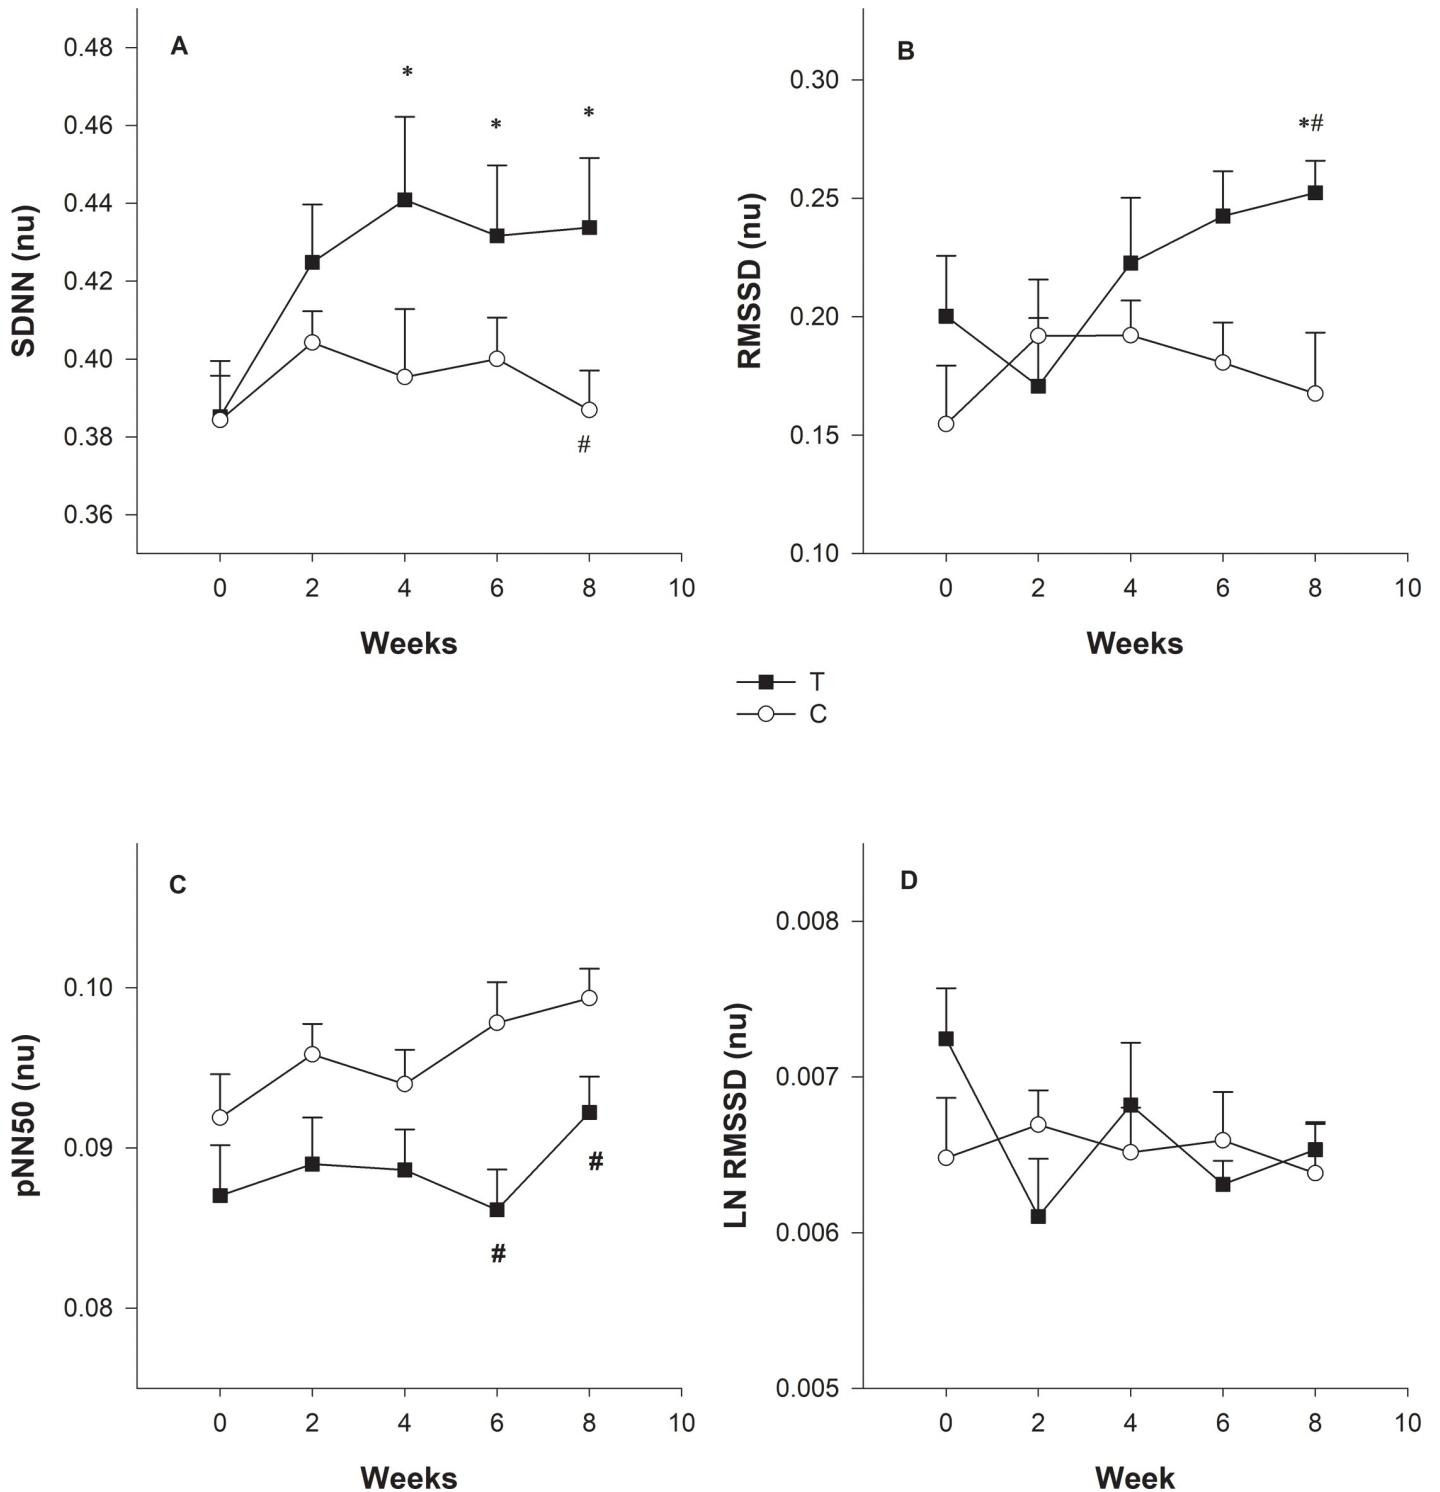 A
SDNN (nu)
0.48
0.46
0.44
0.42
0.40
0.38
0.36
*
*
*
#
0 2 4 6 8 10
Weeks
B
RMSSD (nu)
0.30
0.25
0.20
0.15
0.10
*#
0 2 4 6 8 10
Weeks
T
C
C
pNN50 (nu)
0.10
0.09
0.08
#
#
0 2 4 6 8 10
Weeks
D
LN RMSSD (nu)
0.008
0.007
0.006
0.005
0 2 4 6 8 10
Week